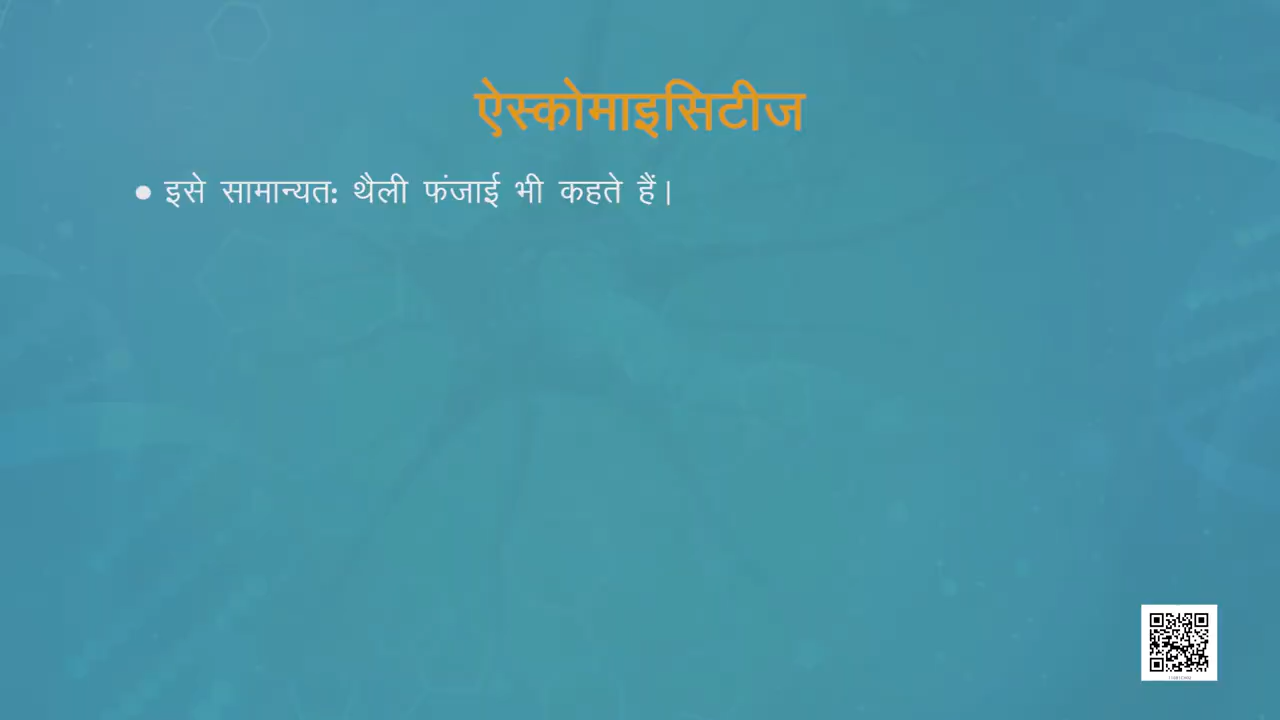 ऐस्कोमाइसिटीज
• इसे सामान्यत: थैली फंजाई भी कहते हैं।